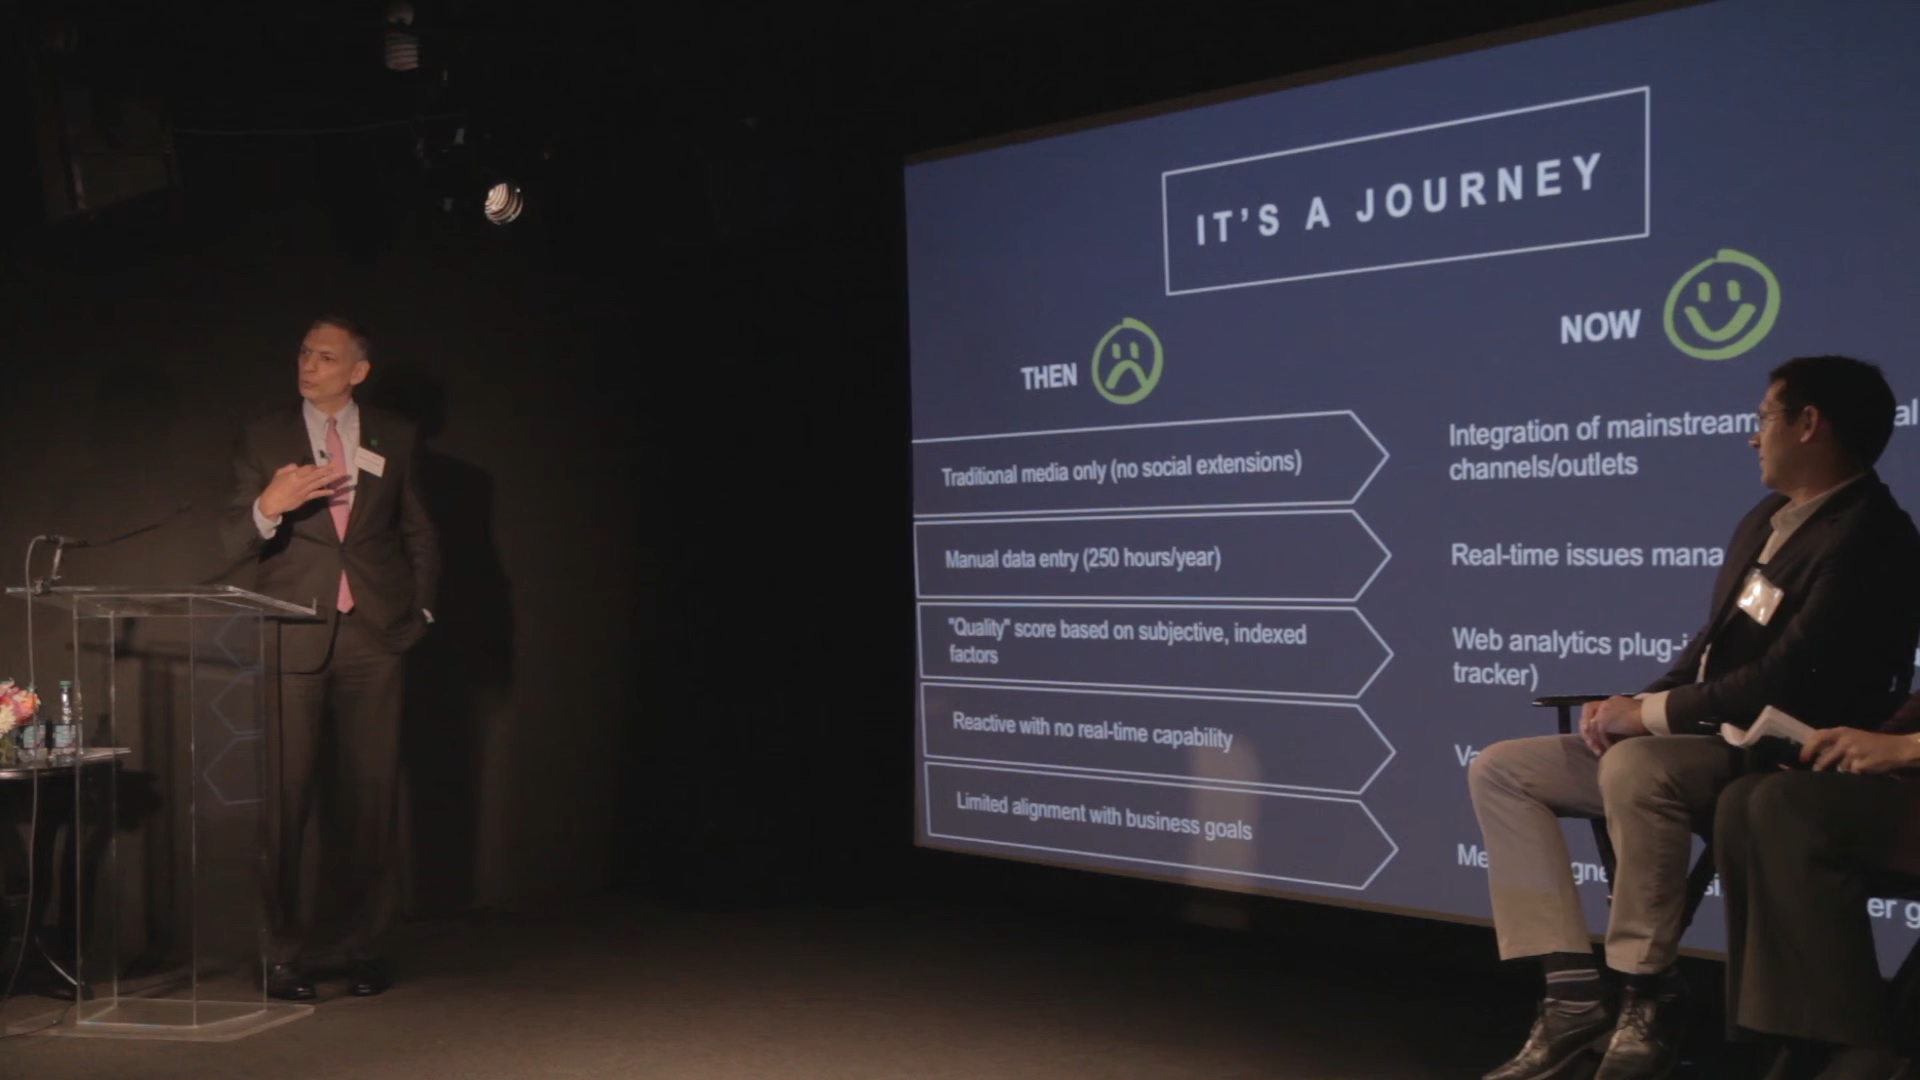 IT'S A JOURNEY
THEN
NOW
Traditional media only (no social extensions)
Manual data entry (250 hours/year)
"Quality" score based on subjective, indexed
factors
Reactive with no real-time capability
Limited alignment with business goals
Integration of mainstream
channels/outlets
Real-time issues
Web analytics
tracker)